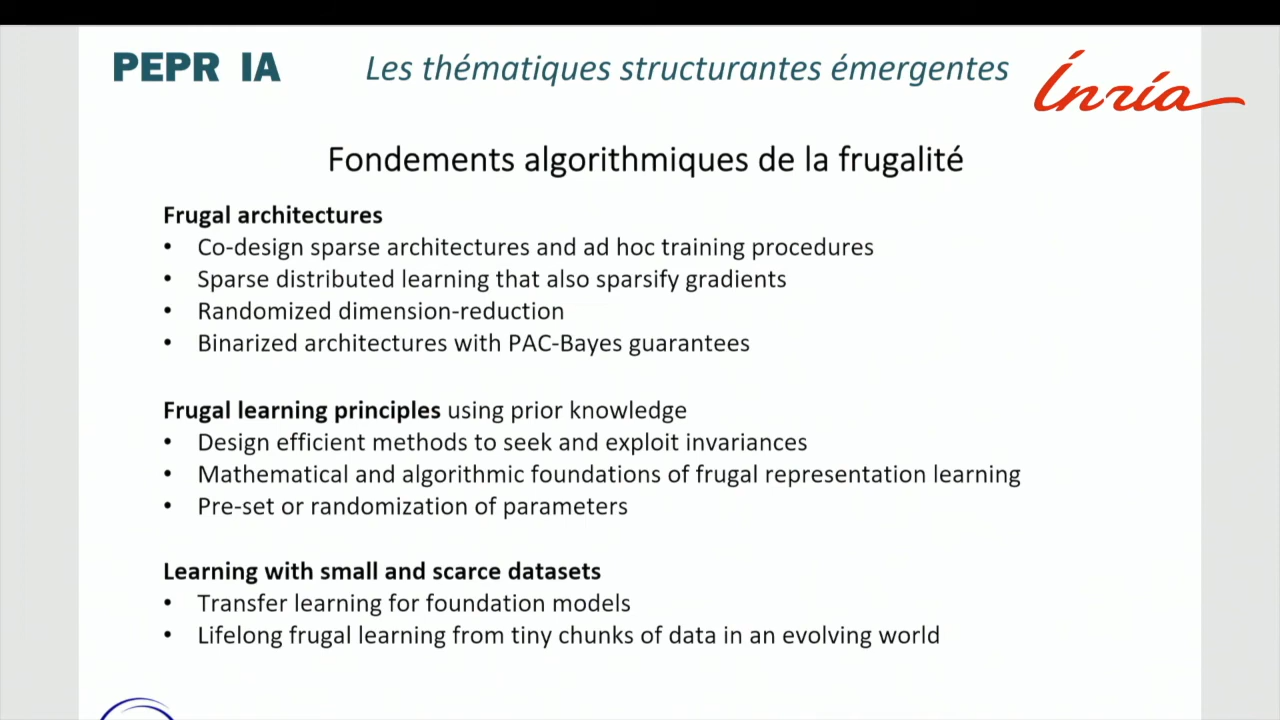 PEPR IA
Les thématiques structurantes émergentes
Inria
Fondements algorithmiques de la frugalité
Frugal architectures
• Co-design sparse architectures and ad hoc training procedures
• Sparse distributed learning that also sparsify gradients
• Randomized dimension-reduction
• Binarized architectures with PAC-Bayes guarantees
Frugal learning principles using prior knowledge
• Design efficient methods to seek and exploit invariances
• Mathematical and algorithmic foundations of frugal representation learning
• Pre-set or randomization of parameters
Learning with small and scarce datasets
• Transfer learning for foundation models
• Lifelong frugal learning from tiny chunks of data in an evolving world